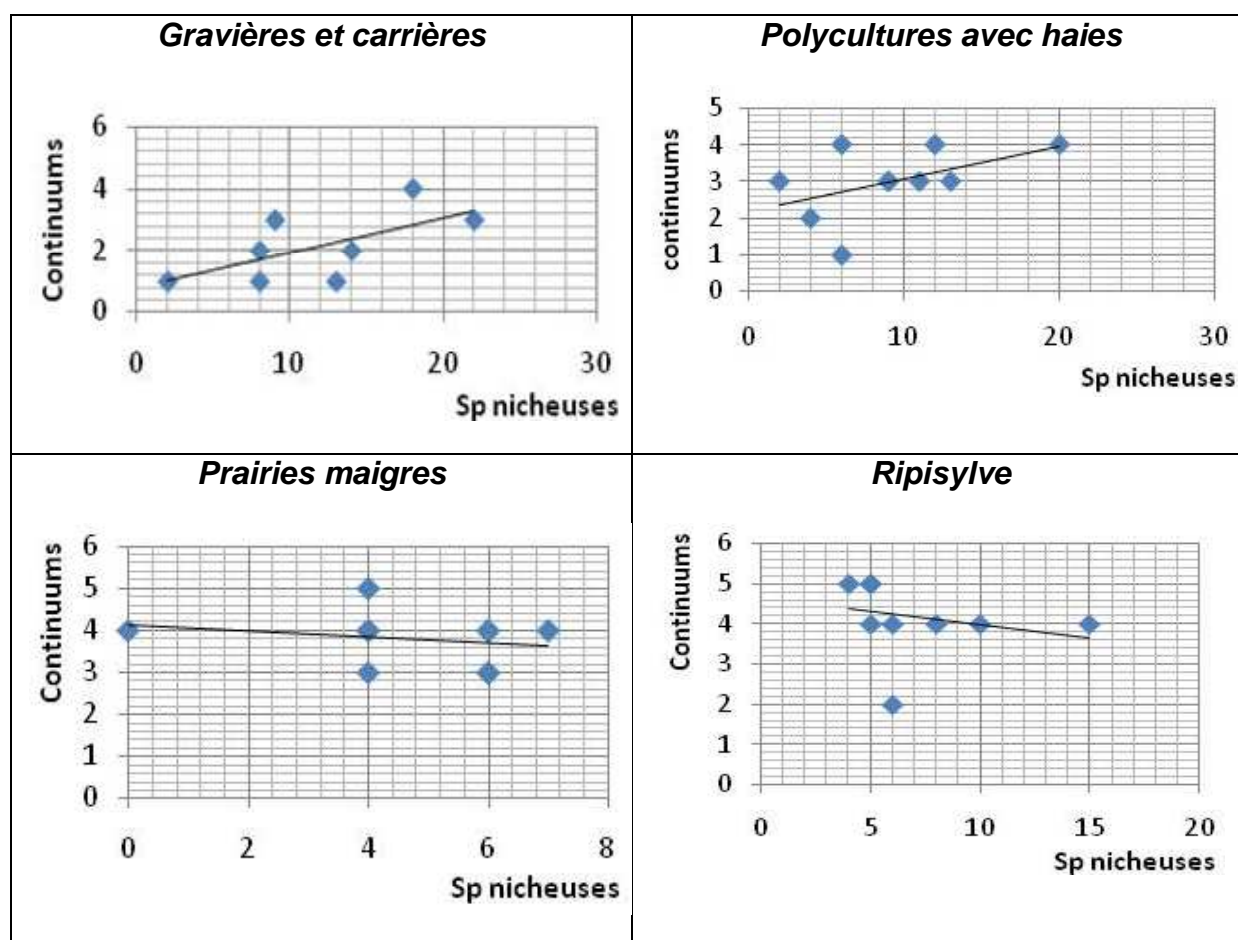 Gravières et carrières
Continuums
6
4
2
0
0 10 20 30
Sp nicheuses
Polycultures avec haies
continuums
5
4
3
2
1
0
0 10 20 30
Sp nicheuses
Prairies maigres
Continuums
6
5
4
3
2
1
0
0 2 4 6 8
Sp nicheuses
Ripisylve
Continuums
6
5
4
3
2
1
0
0 5 10 15 20
Sp nicheuses